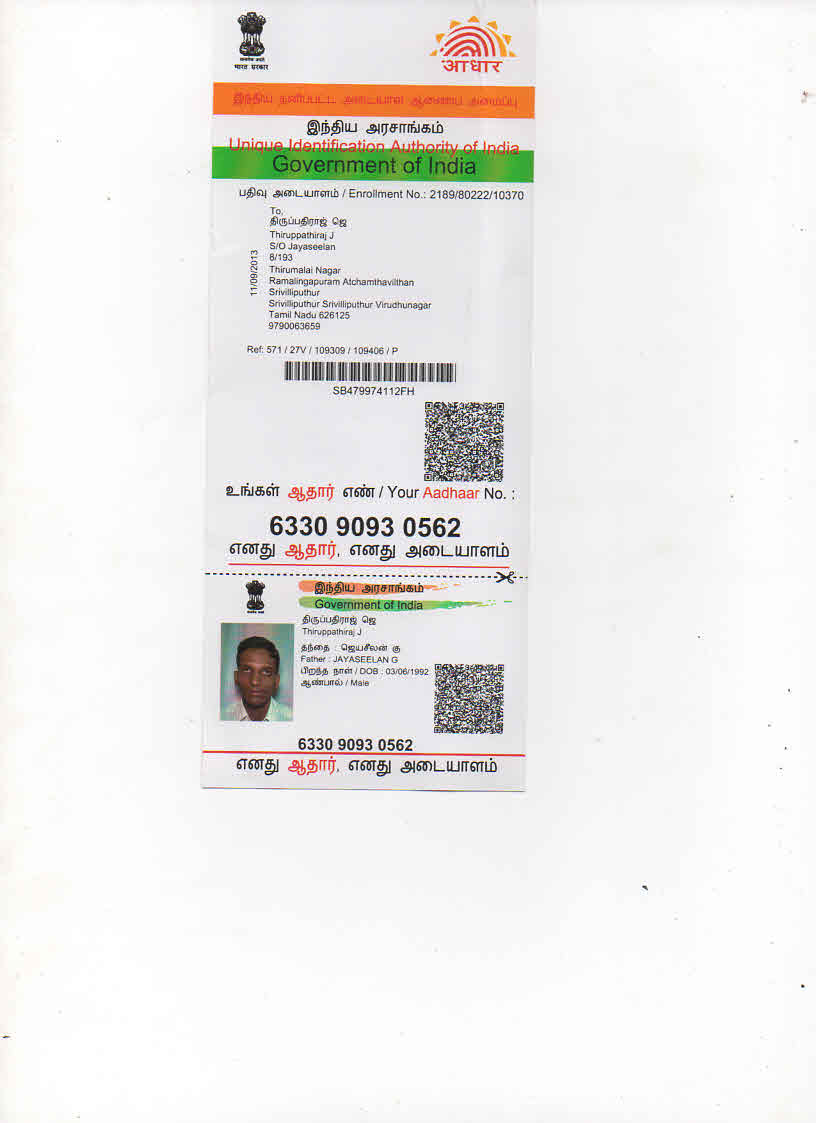 सत्यमेव जयते
भारत सरकार
आधार
இந்திய தனிப்பட்ட அடையாள ஆணைய அமைப்பு
இந்திய அரசாங்கம்
Unique Identification Authority of India
Government of India
பதிவு அடையாளம் / Enrollment No.: 2189/80222/10370
To,
திருப்பதிராஜ் ஜெ
Thiruppathiraj J
S/O Jayaseelan
6/193
Thirumalai Nagar
Ramalingapuram Atchamthavilthan
Srivilliputhur
Srivilliputhur Srivilliputhur Virudhunagar
Tamil Nadu 626125
9790063659
11/09/2013
Ref: 571 / 27V / 109309 / 109406 / P
SB479974112FH
உங்கள் ஆதார் எண் / Your Aadhaar No. :
6330 9093 0562
எனது ஆதார், எனது அடையாளம்
இந்திய அரசாங்கம்
Government of India
திருப்பதிராஜ் ஜெ
Thiruppathiraj J
தந்தை : ஜெயசீலன் கு
Father : JAYASEELAN G
பிறந்த நாள் / DOB : 03/06/1992
ஆண்பால் / Male
6330 9093 0562
எனது ஆதார், எனது அடையாளம்